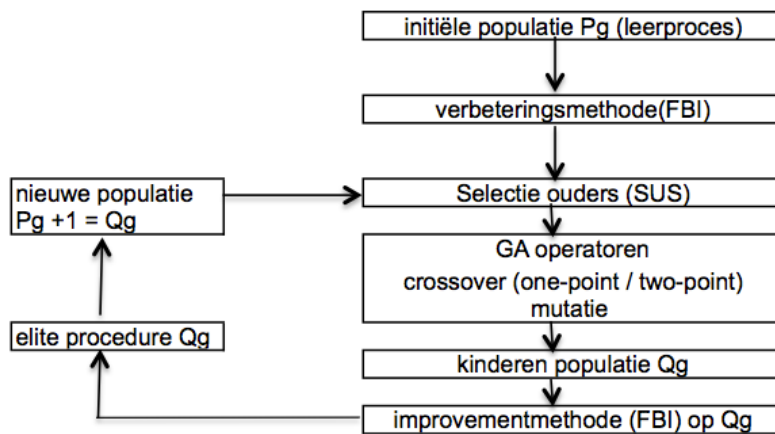 initiële populatie Pg (leerproces)
verbeteringsmethode(FBI)
Selectie ouders (SUS)
GA operatoren
crossover (one-point / two-point)
mutatie
kinderen populatie Qg
improvementmethode (FBI) op Qg
elite procedure Qg
nieuwe populatie
Pg +1 = Qg